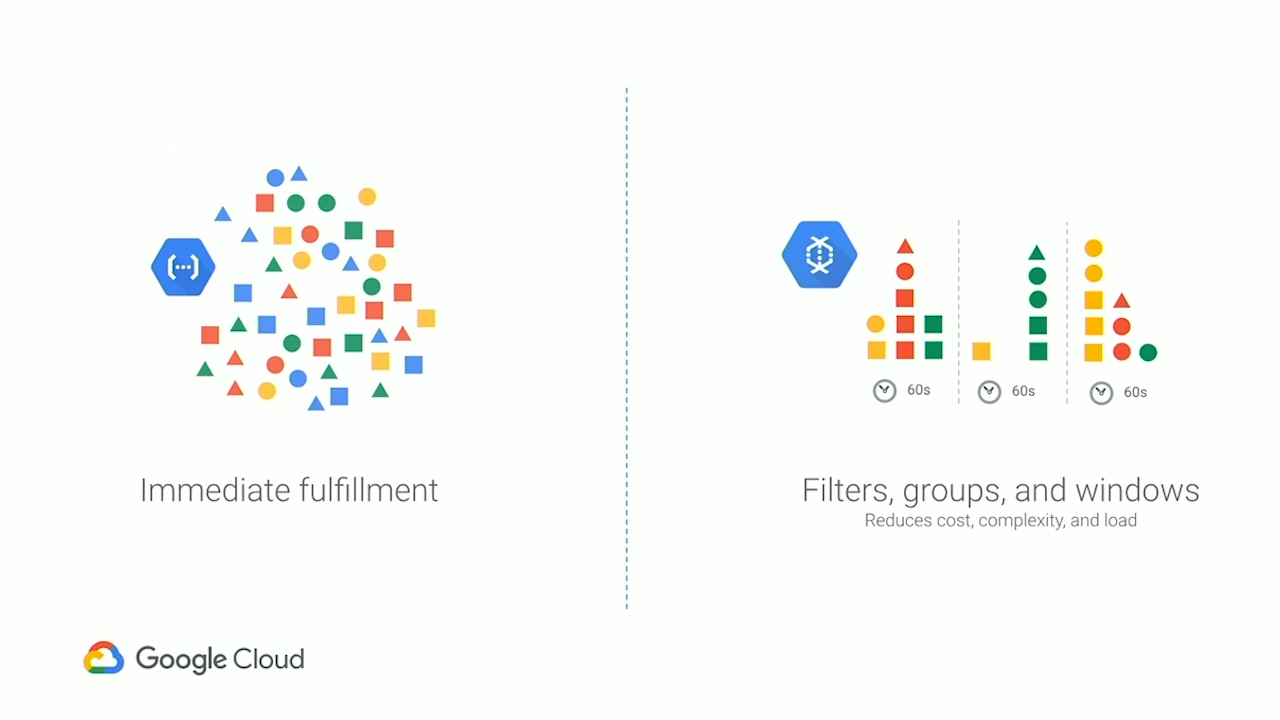 60s
60s
60s
Immediate fulfillment
Filters, groups, and windows
Reduces cost, complexity, and load
Google Cloud